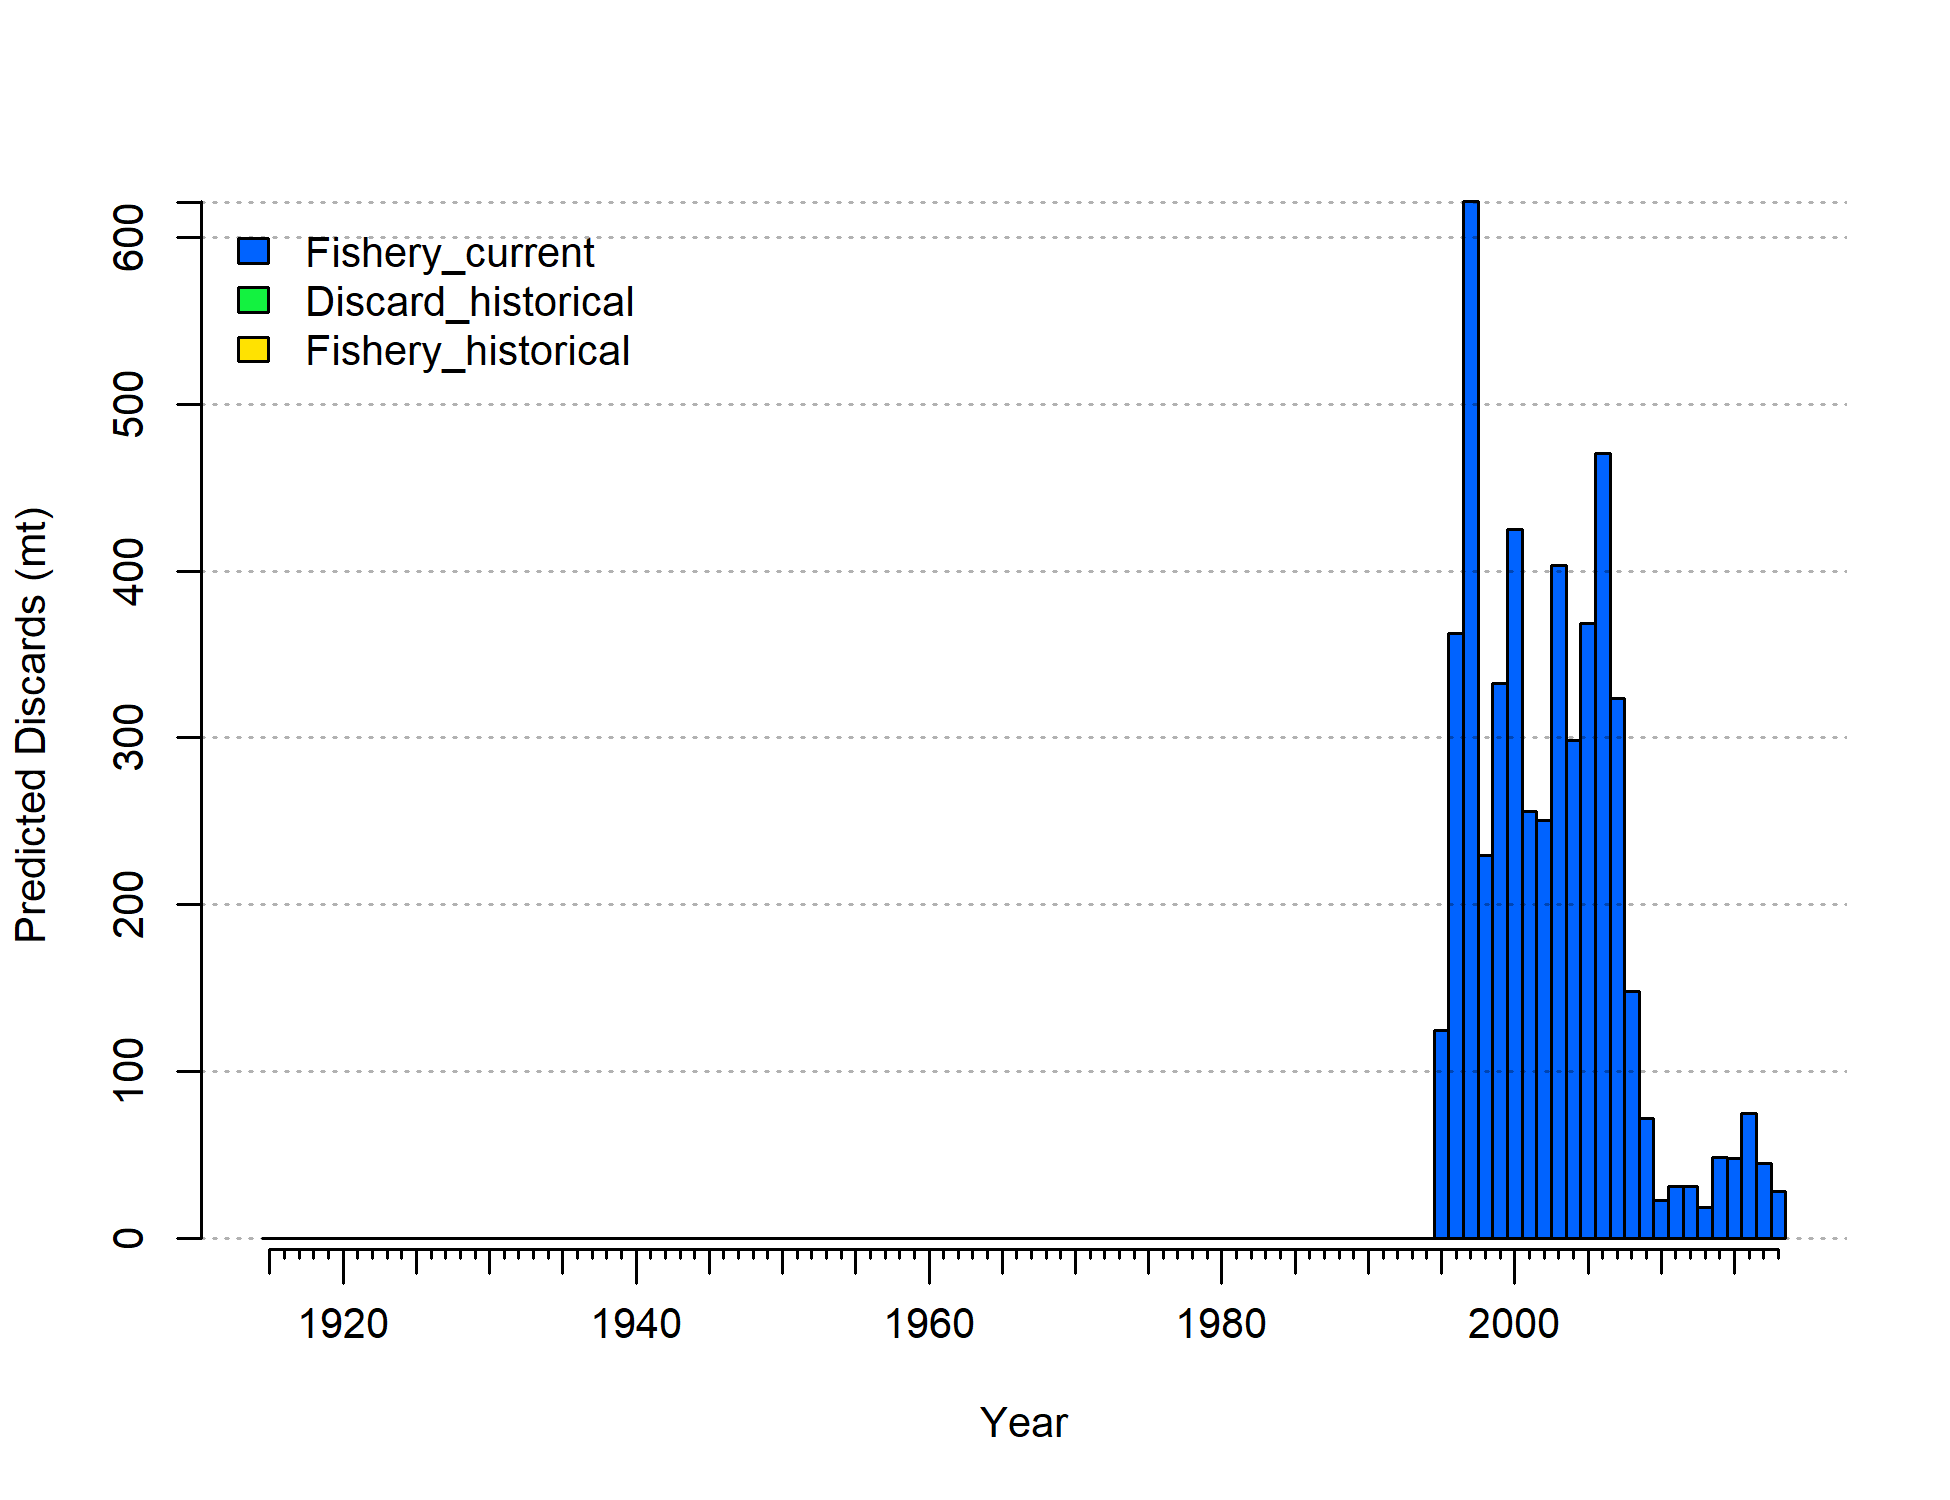 Fishery_current
Discard_historical
Fishery_historical
Predicted Discards (mt)
600
500
400
300
200
100
0
1920 1940 1960 1980 2000
Year